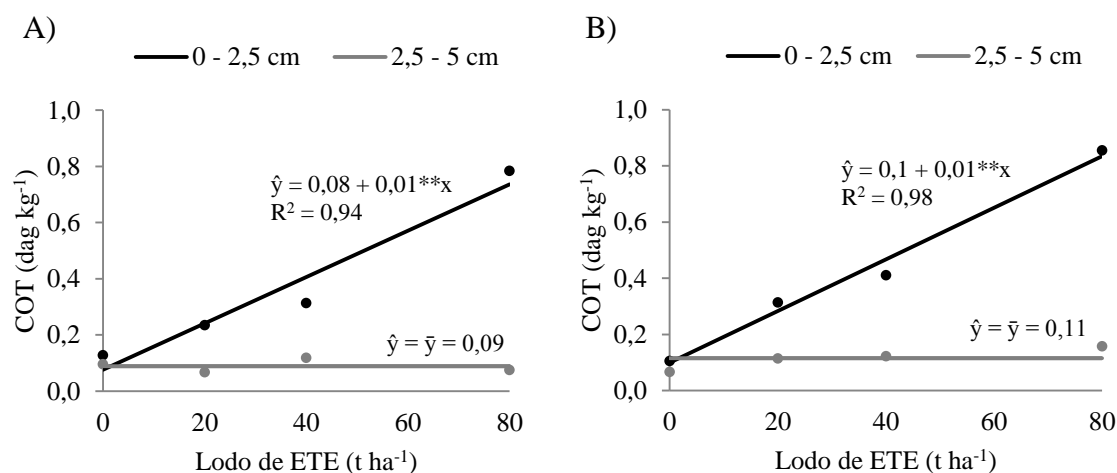 A)
0 - 2,5 cm 2,5 - 5 cm
COT (dag kg⁻¹)
1,0
0,8
0,6
0,4
0,2
0,0
ŷ = 0,08 + 0,01**x
R² = 0,94
ŷ = ȳ = 0,09
0 20 40 60 80
Lodo de ETE (t ha⁻¹)
B)
0 - 2,5 cm 2,5 - 5 cm
COT (dag kg⁻¹)
1,0
0,8
0,6
0,4
0,2
0,0
ŷ = 0,1 + 0,01**x
R² = 0,98
ŷ = ȳ = 0,11
0 20 40 60 80
Lodo de ETE (t ha⁻¹)